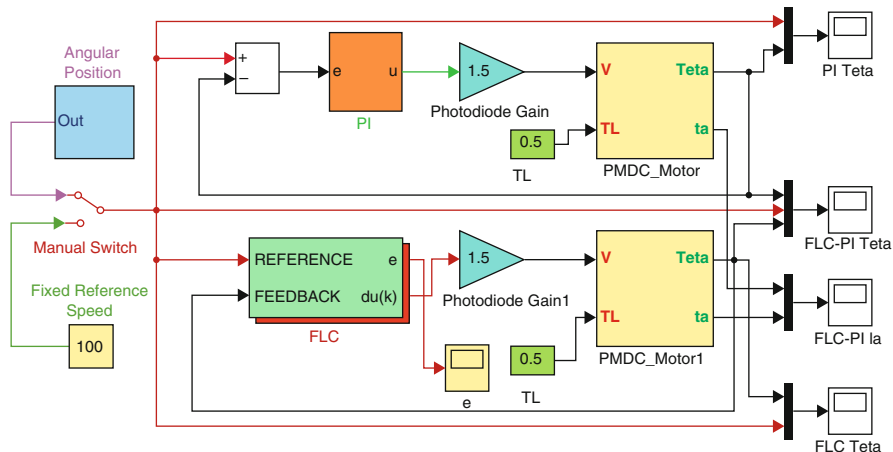 Angular
Position
Out
Manual Switch
Fixed Reference
Speed
100
+
−
e
u
PI
1.5
Photodiode Gain
0.5
TL
V
TL
Teta
ta
PMDC_Motor
PI Teta
FLC-PI Teta
REFERENCE
FEEDBACK
e
du(k)
FLC
1.5
Photodiode Gain1
e
0.5
TL
V
TL
Teta
ta
PMDC_Motor1
FLC-PI Ia
FLC Teta